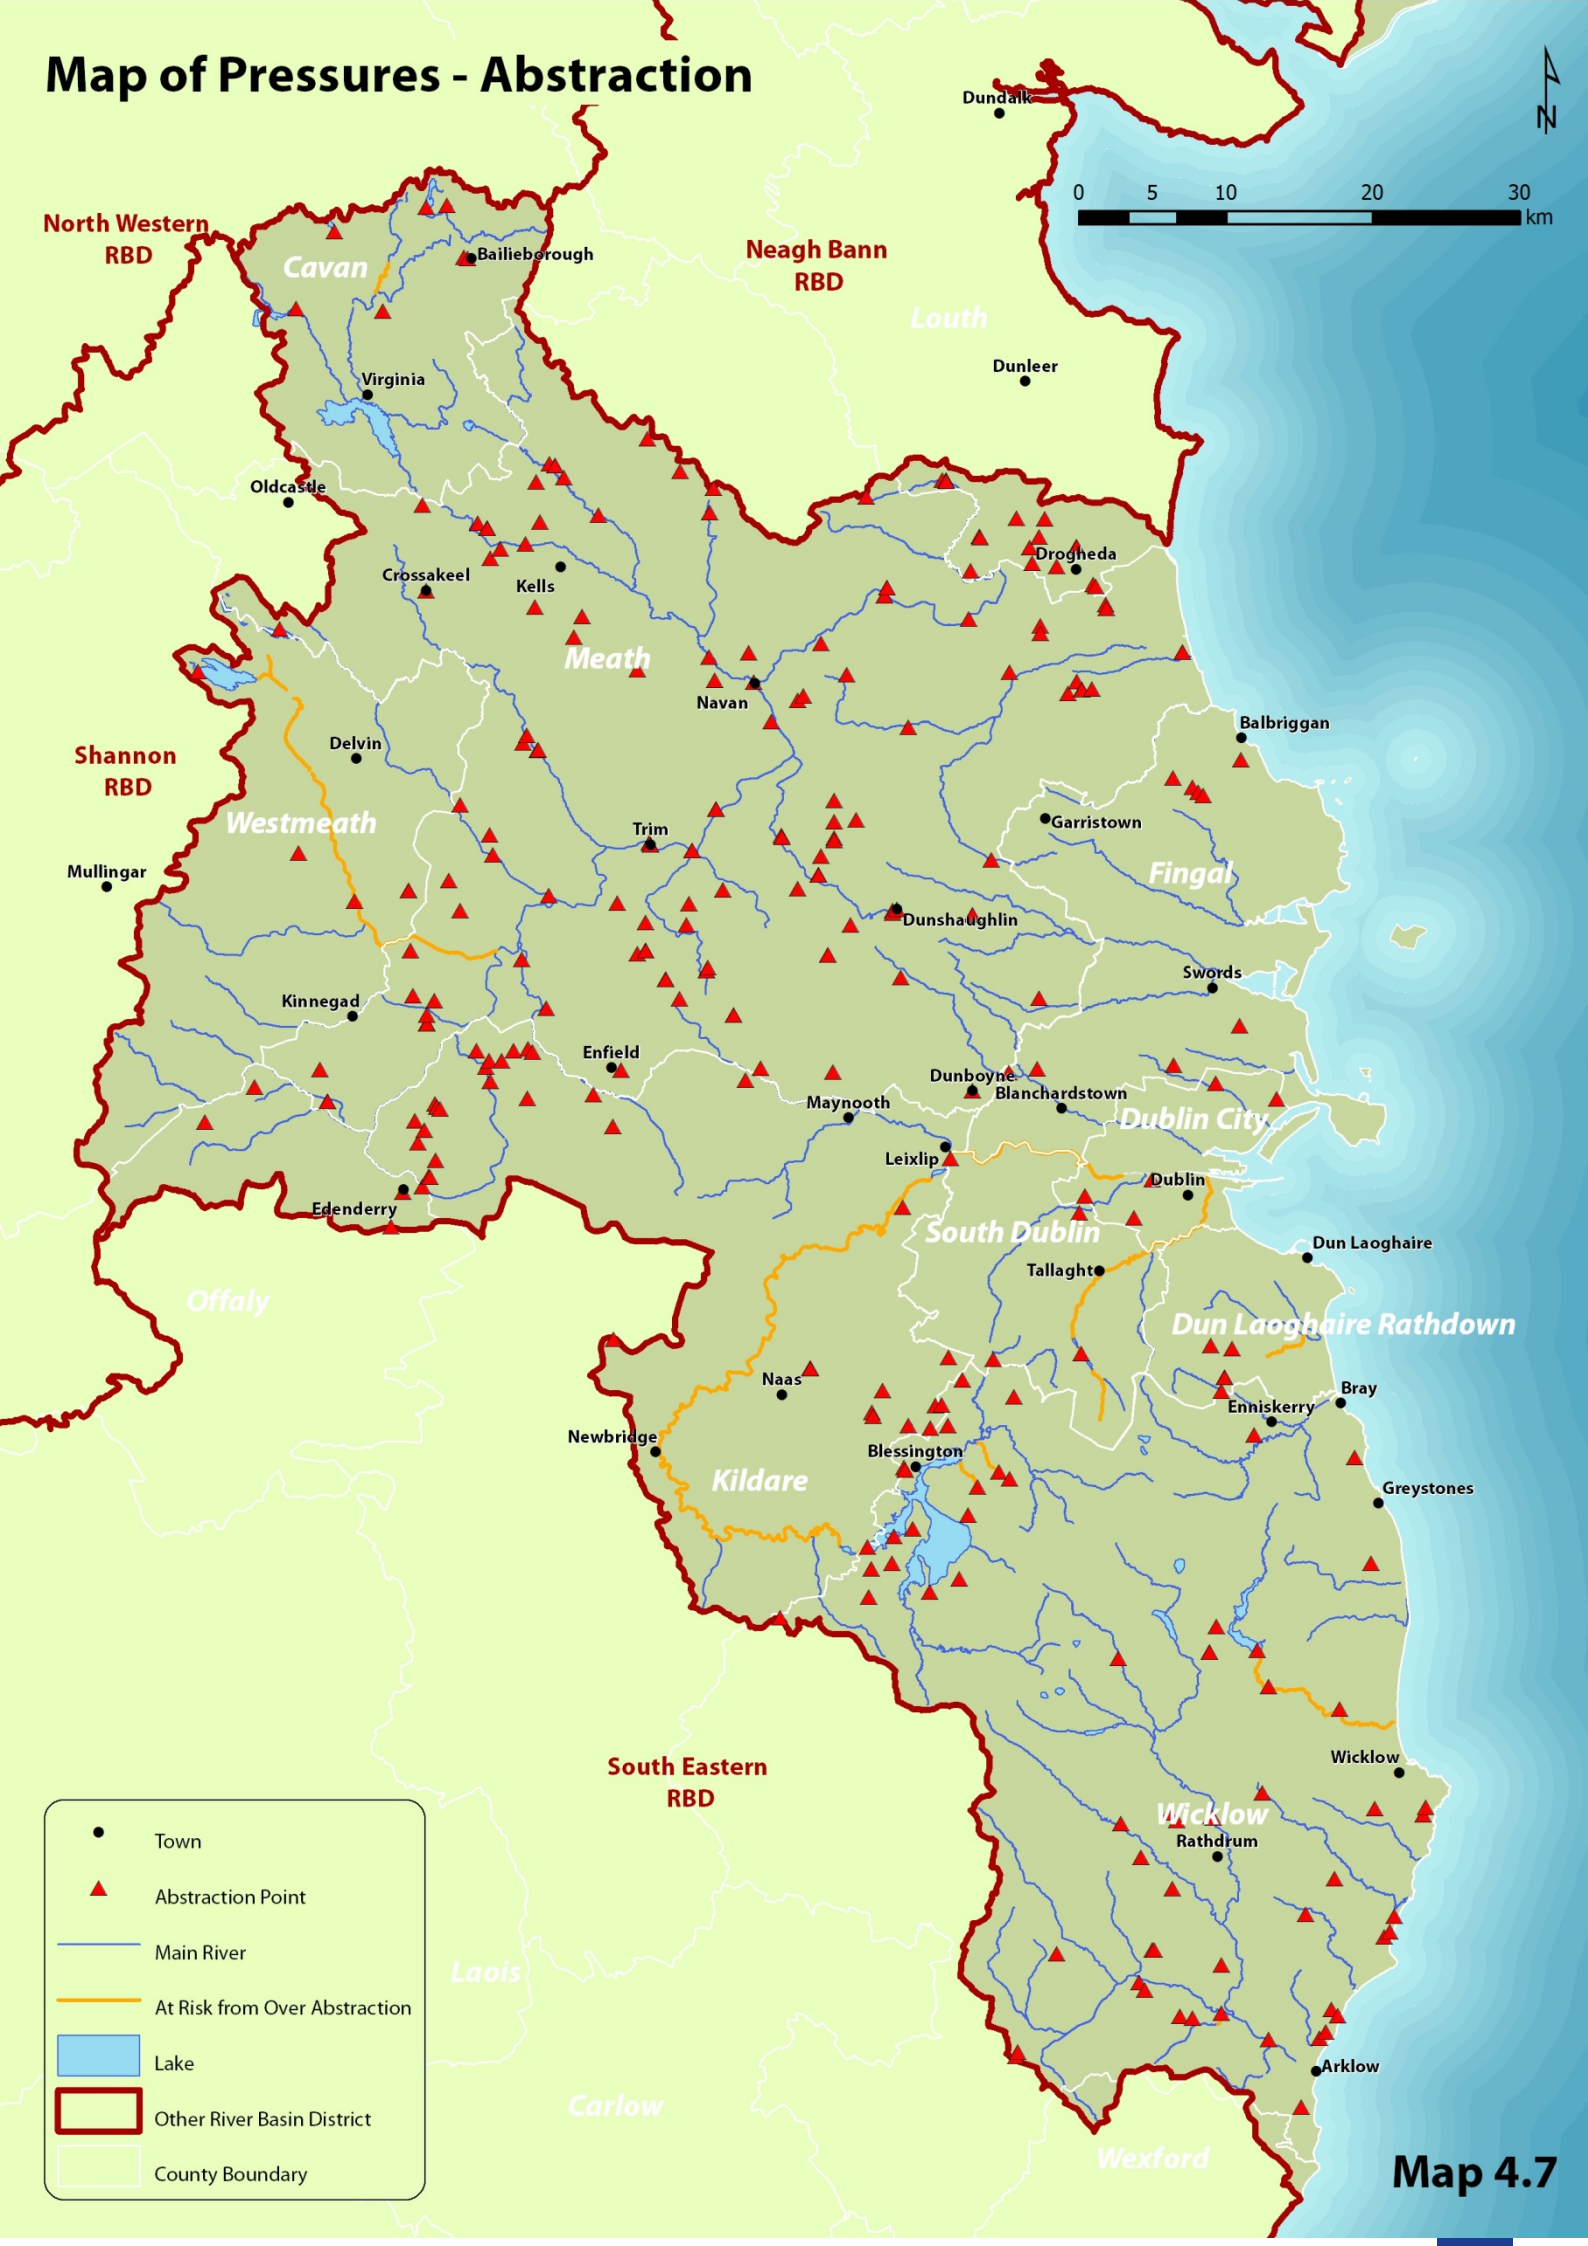 Map of Pressures - Abstraction
Dundalk
N
0 5 10 20 30
km
North Western
RBD
Cavan
Bailieborough
Neagh Bann
RBD
Louth
Dunleer
Virginia
Oldcastle
Drogheda
Crossakeel
Kells
Meath
Navan
Balbriggan
Shannon
RBD
Delvin
Westmeath
Trim
Garristown
Mullingar
Fingal
Dunshaughlin
Swords
Kinnegad
Enfield
Dunboyne
Blanchardstown
Maynooth
Dublin City
Leixlip
Dublin
Edenderry
South Dublin
Dun Laoghaire
Tallaght
Offaly
Dun Laoghaire Rathdown
Naas
Bray
Enniskerry
Newbridge
Blessington
Kildare
Greystones
Wicklow
South Eastern
RBD
Wicklow
Rathdrum
Town
Abstraction Point
Main River
At Risk from Over Abstraction
Lake
Other River Basin District
County Boundary
Laois
Arklow
Carlow
Wexford
Map 4.7